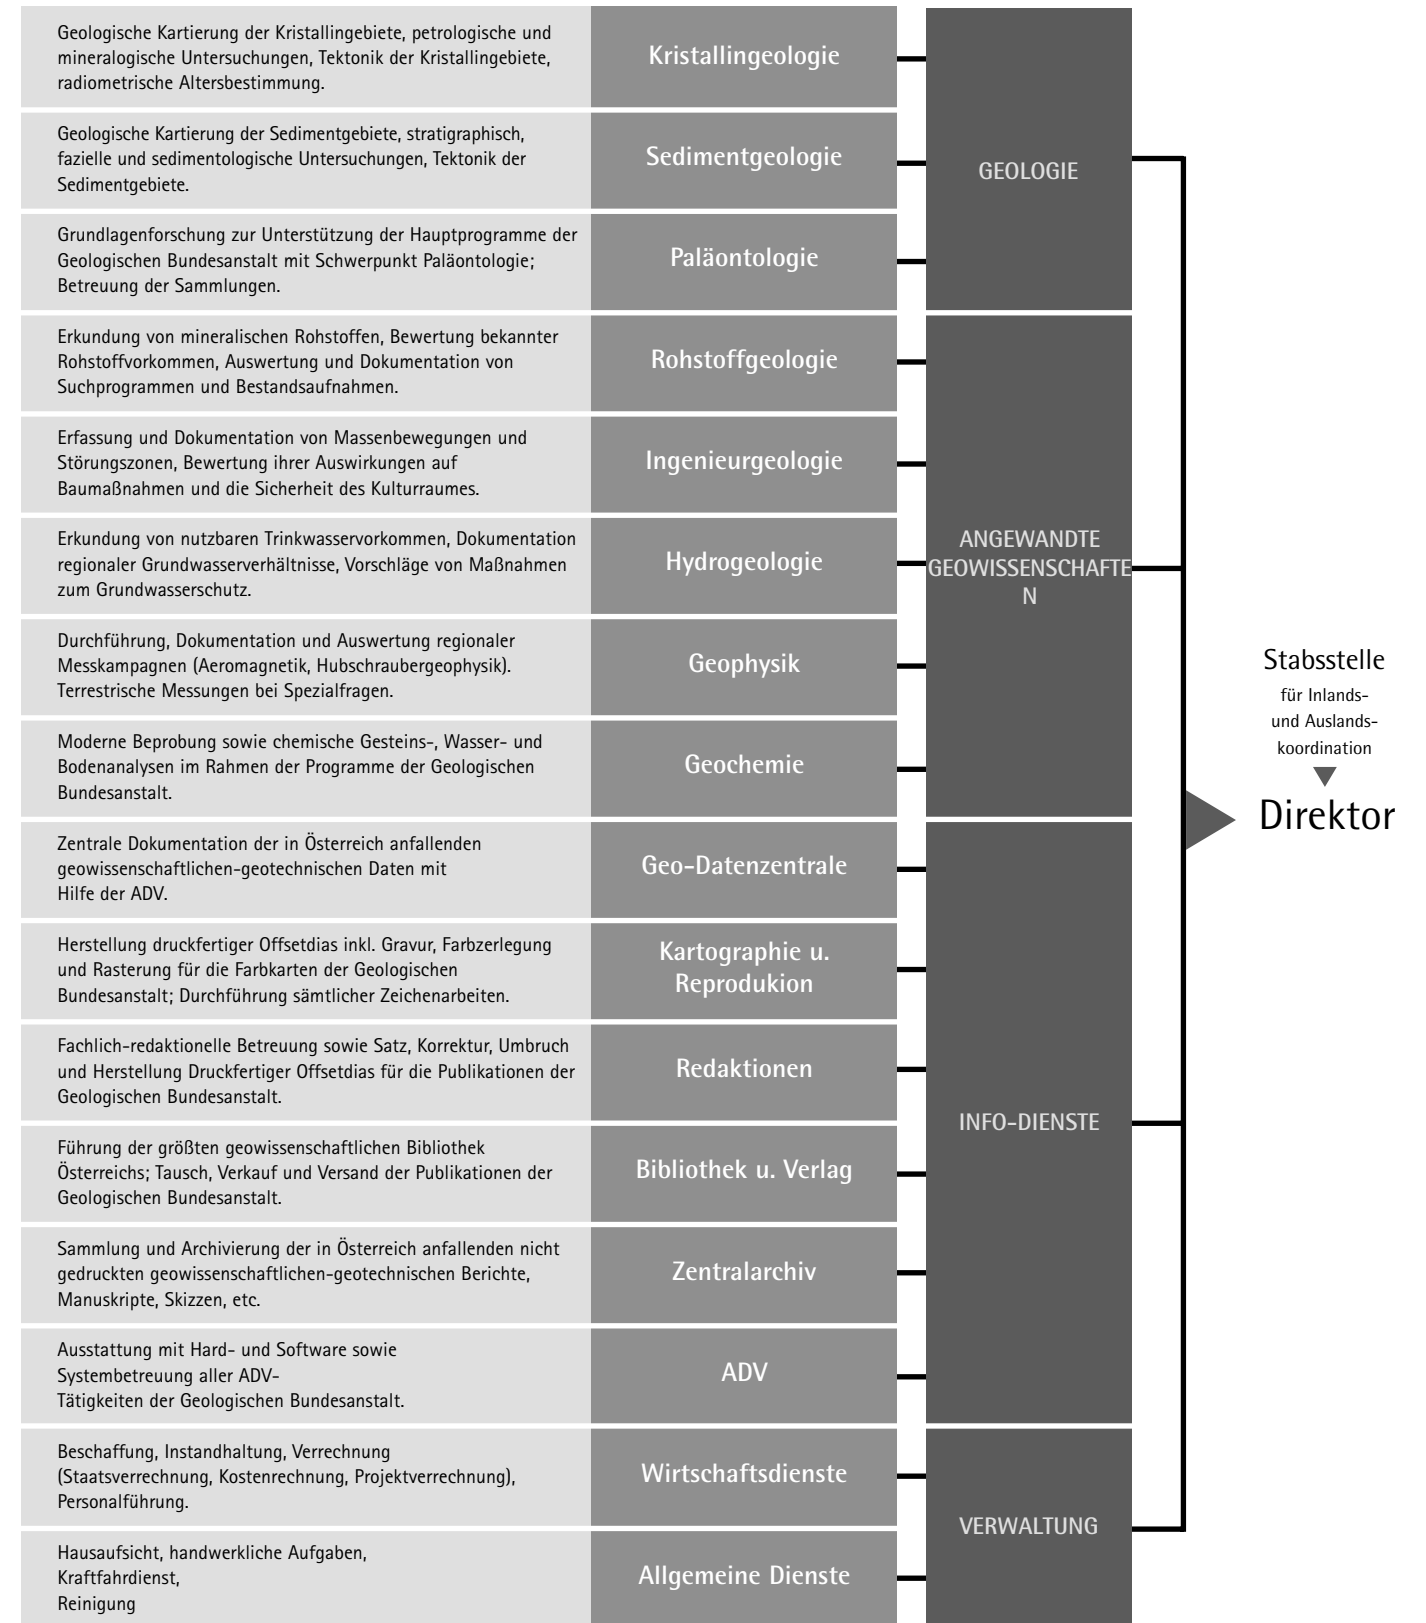 Geologische Kartierung der Kristallingebiete, petrologische und
mineralogische Untersuchungen, Tektonik der Kristallingebiete,
radiometrische Altersbestimmung.
Kristallingeologie
Geologische Kartierung der Sedimentgebiete, stratigraphisch,
fazielle und sedimentologische Untersuchungen, Tektonik der
Sedimentgebiete.
Sedimentgeologie
Grundlagenforschung zur Unterstützung der Hauptprogramme der
Geologischen Bundesanstalt mit Schwerpunkt Paläontologie;
Betreuung der Sammlungen.
Paläontologie
GEOLOGIE
Erkundung von mineralischen Rohstoffen, Bewertung bekannter
Rohstoffvorkommen, Auswertung und Dokumentation von
Suchprogrammen und Bestandsaufnahmen.
Rohstoffgeologie
Erfassung und Dokumentation von Massenbewegungen und
Störungszonen, Bewertung ihrer Auswirkungen auf
Baumaßnahmen und die Sicherheit des Kulturraumes.
Ingenieurgeologie
Erkundung von nutzbaren Trinkwasservorkommen, Dokumentation
regionaler Grundwasserverhältnisse, Vorschläge von Maßnahmen
zum Grundwasserschutz.
Hydrogeologie
Durchführung, Dokumentation und Auswertung regionaler
Messkampagnen (Aeromagnetik, Hubschraubergeophysik).
Terrestrische Messungen bei Spezialfragen.
Geophysik
Moderne Beprobung sowie chemische Gesteins-, Wasser- und
Bodenanalysen im Rahmen der Programme der Geologischen
Bundesanstalt.
Geochemie
ANGEWANDTE
GEOWISSENSCHAFTE
N
Zentrale Dokumentation der in Österreich anfallenden
geowissenschaftlichen-geotechnischen Daten mit
Hilfe der ADV.
Geo-Datenzentrale
Herstellung druckfertiger Offsetdias inkl. Gravur, Farbzerlegung
und Rasterung für die Farbkarten der Geologischen
Bundesanstalt; Durchführung sämtlicher Zeichenarbeiten.
Kartographie u.
Reprodukion
Fachlich-redaktionelle Betreuung sowie Satz, Korrektur, Umbruch
und Herstellung Druckfertiger Offsetdias für die Publikationen der
Geologischen Bundesanstalt.
Redaktionen
Führung der größten geowissenschaftlichen Bibliothek
Österreichs; Tausch, Verkauf und Versand der Publikationen der
Geologischen Bundesanstalt.
Bibliothek u. Verlag
Sammlung und Archivierung der in Österreich anfallenden nicht
gedruckten geowissenschaftlichen-geotechnischen Berichte,
Manuskripte, Skizzen, etc.
Zentralarchiv
Ausstattung mit Hard- und Software sowie
Systembetreuung aller ADV-
Tätigkeiten der Geologischen Bundesanstalt.
ADV
INFO-DIENSTE
Beschaffung, Instandhaltung, Verrechnung
(Staatsverrechnung, Kostenrechnung, Projektverrechnung),
Personalführung.
Wirtschaftsdienste
Hausaufsicht, handwerkliche Aufgaben,
Kraftfahrdienst,
Reinigung
Allgemeine Dienste
VERWALTUNG
Stabsstelle
für Inlands-
und Auslands-
koordination
Direktor